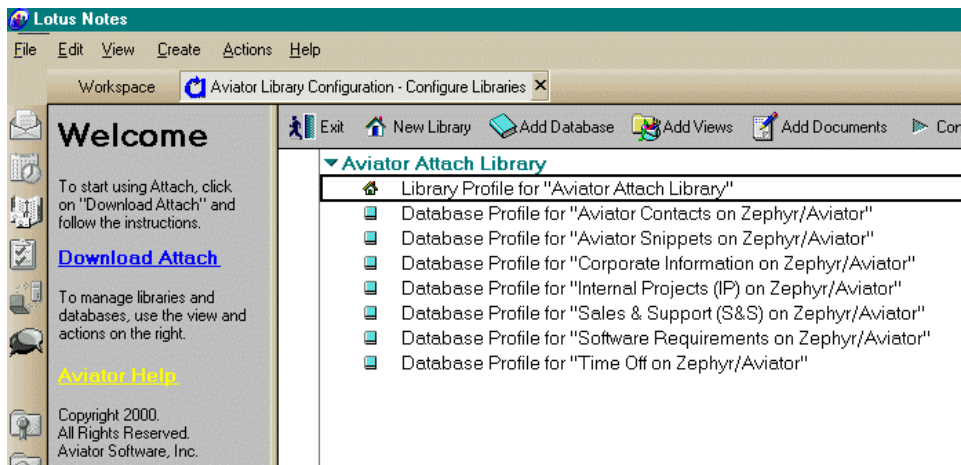 Lotus Notes
File Edit View Create Actions Help
Workspace Aviator Library Configuration - Configure Libraries
Welcome
To start using Attach, click
on "Download Attach" and
follow the instructions.
Download Attach
To manage libraries and
databases, use the view and
actions on the right.
Aviator Help
Copyright 2000.
All Rights Reserved.
Aviator Software, Inc.
Exit New Library Add Database Add Views Add Documents Con
Aviator Attach Library
Library Profile for "Aviator Attach Library"
Database Profile for "Aviator Contacts on Zephyr/Aviator"
Database Profile for "Aviator Snippets on Zephyr/Aviator"
Database Profile for "Corporate Information on Zephyr/Aviator"
Database Profile for "Internal Projects (IP) on Zephyr/Aviator"
Database Profile for "Sales & Support (S&S) on Zephyr/Aviator"
Database Profile for "Software Requirements on Zephyr/Aviator"
Database Profile for "Time Off on Zephyr/Aviator"